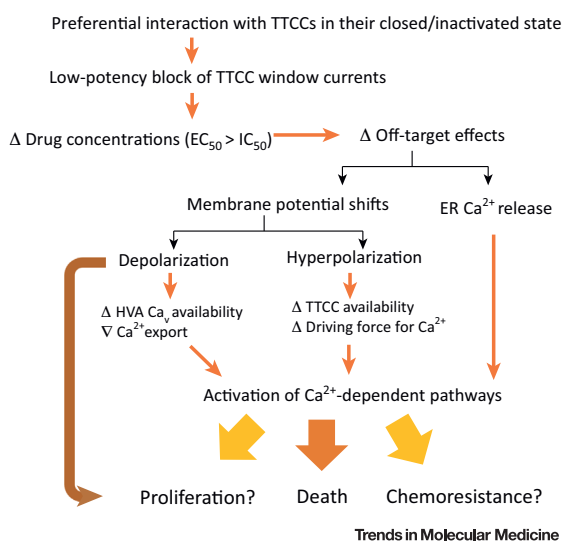 Preferential interaction with TTCCs in their closed/inactivated state
Low-potency block of TTCC window currents
Δ Drug concentrations (EC₅₀ > IC₅₀)
Δ Off-target effects
Membrane potential shifts
ER Ca²⁺ release
Depolarization
Hyperpolarization
Δ HVA Caᵥ availability
∇ Ca²⁺ export
Δ TTCC availability
Δ Driving force for Ca²⁺
Activation of Ca²⁺-dependent pathways
Proliferation?
Death
Chemoresistance?
Trends in Molecular Medicine